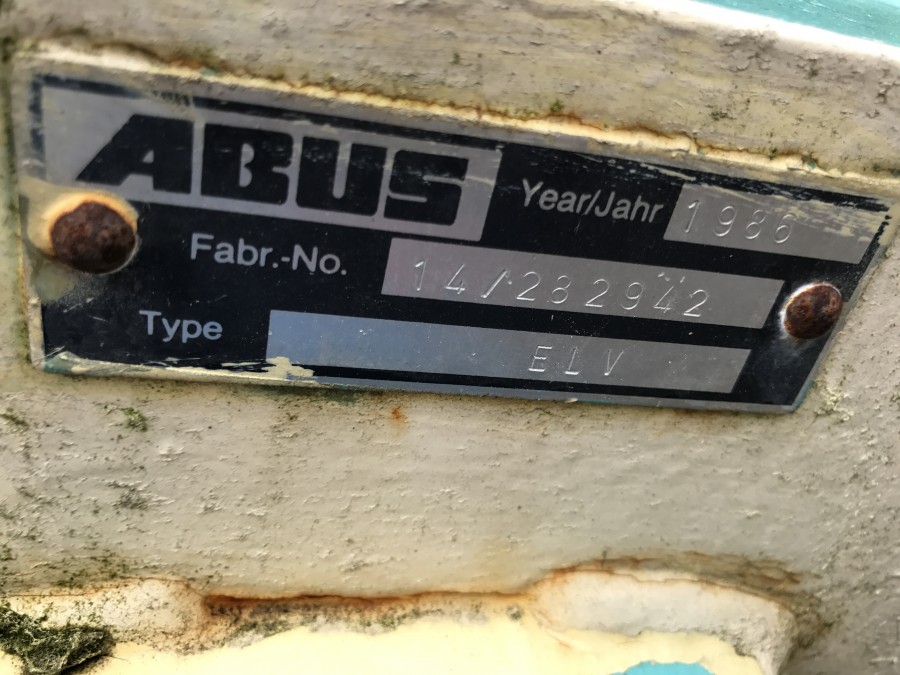 ABUS
Year/Jahr 1986
Fabr.-No. 14/282942
Type ELV